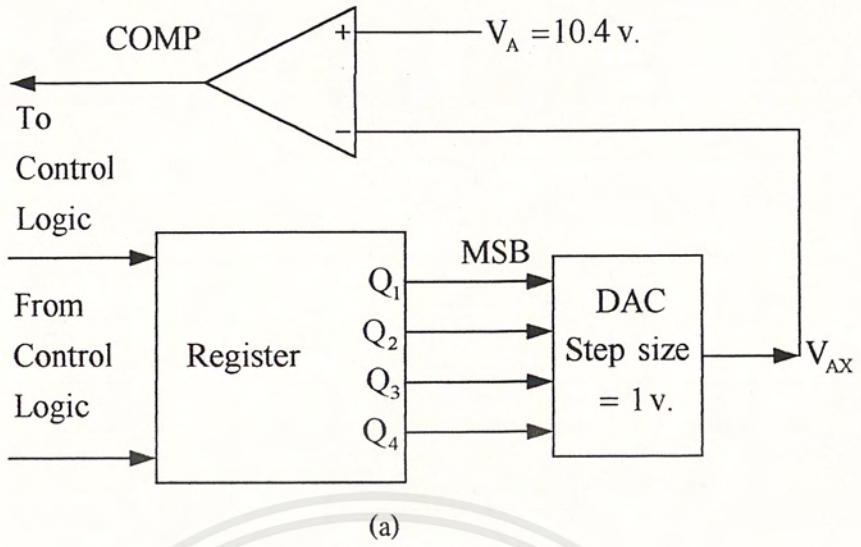 COMP
+
V_A = 10.4 v.
−
To
Control
Logic
From
Control
Logic
Register
Q₁
Q₂
Q₃
Q₄
MSB
DAC
Step size
= 1 v.
V_AX
(a)